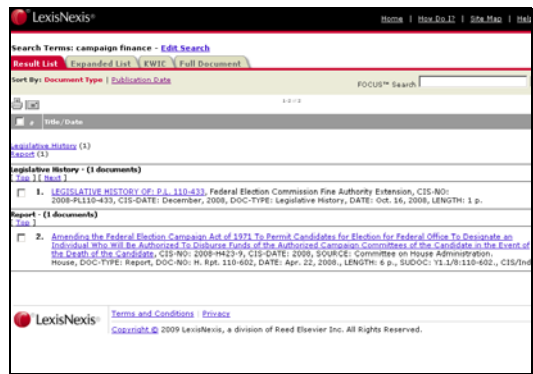 LexisNexis®
Home | How Do I? | Site Map | Help
Search Terms: campaign finance - Edit Search
Result List Expanded List KWIC Full Document
Sort By: Document Type | Publication Date
FOCUS™ Search
1-2 of 2
# Title/Date
Legislative History (1)
Report (1)
Legislative History - (1 documents)
[ Top ] [ Next ]
1. LEGISLATIVE HISTORY OF: P.L. 110-433, Federal Election Commission Fine Authority Extension, CIS-NO:
2008-PL110-433, CIS-DATE: December, 2008, DOC-TYPE: Legislative History, DATE: Oct. 16, 2008, LENGTH: 1 p.
Report - (1 documents)
[ Top ]
2. Amending the Federal Election Campaign Act of 1971 To Permit Candidates for Election for Federal Office To Designate an
Individual Who Will Be Authorized To Disburse Funds of the Authorized Campaign Committees of the Candidate in the Event of
the Death of the Candidate, CIS-NO: 2008-H423-9, CIS-DATE: 2008, SOURCE: Committee on House Administration.
House, DOC-TYPE: Report, DOC-NO: H. Rpt. 110-602, DATE: Apr. 22, 2008., LENGTH: 6 p., SUDOC: Y1.1/8:110-602., CIS/Ind
LexisNexis®
Terms and Conditions | Privacy
Copyright © 2009 LexisNexis, a division of Reed Elsevier Inc. All Rights Reserved.